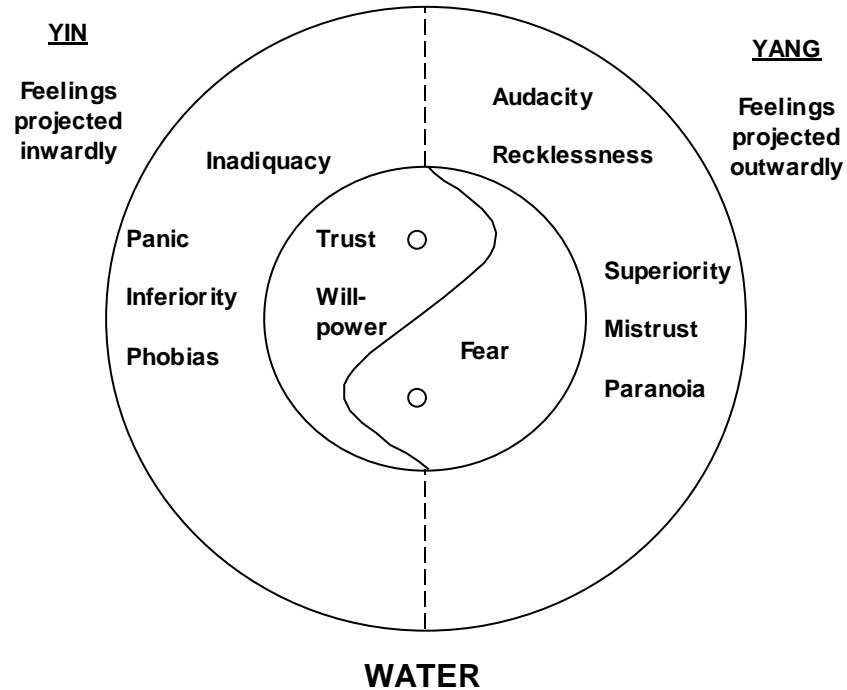 YIN
Feelings
projected
inwardly
YANG
Feelings
projected
outwardly
Audacity
Recklessness
Inadiquacy
Panic
Inferiority
Phobias
Trust
Will-
power
Fear
Superiority
Mistrust
Paranoia
WATER